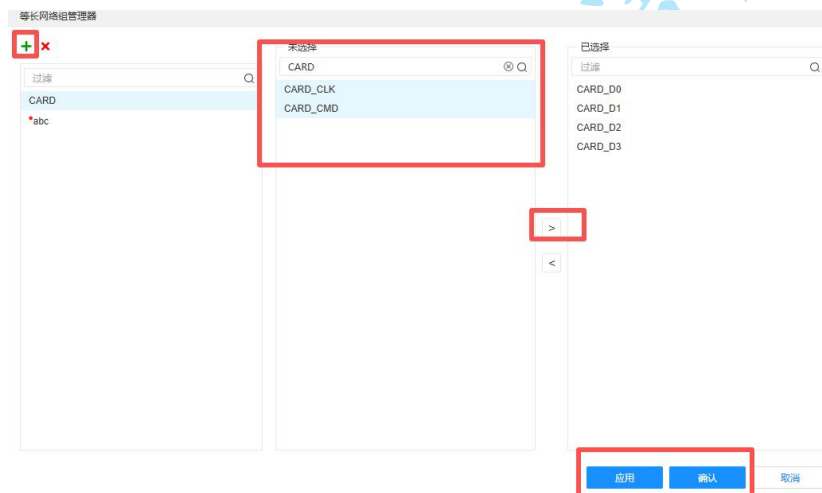 等长网络组管理器
未选择
已选择
过滤
CARD
过滤
CARD
*abc
CARD_CLK
CARD_CMD
CARD_D0
CARD_D1
CARD_D2
CARD_D3
>
<
应用
确认
取消